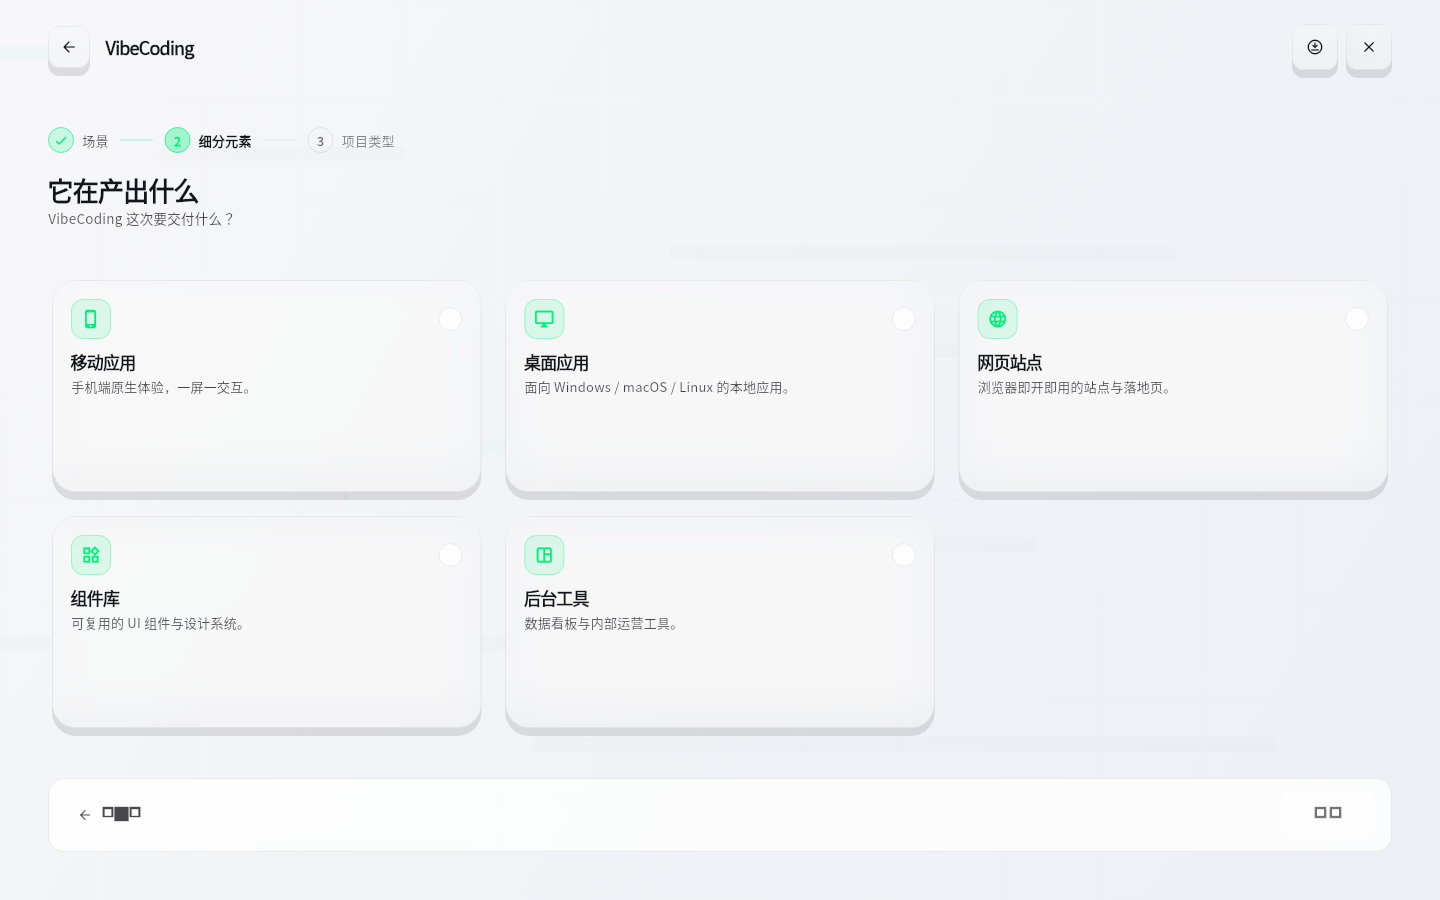 VibeCoding
场景
2 细分元素
3 项目类型
它在产出什么
VibeCoding 这次要交付什么？
移动应用
手机端原生体验，一屏一交互。
桌面应用
面向 Windows / macOS / Linux 的本地应用。
网页站点
浏览器即开即用的站点与落地页。
组件库
可复用的 UI 组件与设计系统。
后台工具
数据看板与内部运营工具。